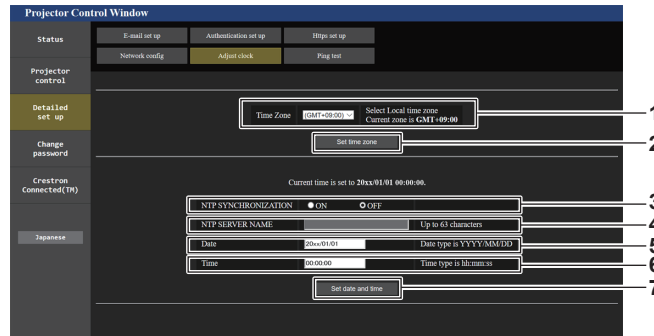 Projector Control Window
Status
E-mail set up
Authentication set up
Https set up
Network config
Adjust clock
Ping test
Projector
control
Detailed
set up
Change
password
Crestron
Connected(TM)
Japanese
Time Zone
(GMT+09:00)
Select Local time zone
Current zone is GMT+09:00
1
Set time zone
2
Current time is set to 20xx/01/01 00:00:00.
NTP SYNCHRONIZATION ON OFF
3
NTP SERVER NAME Up to 63 characters
4
Date 20xx/01/01 Date type is YYYY/MM/DD
5
Time 00:00:00 Time type is hh:mm:ss
6
Set date and time
7